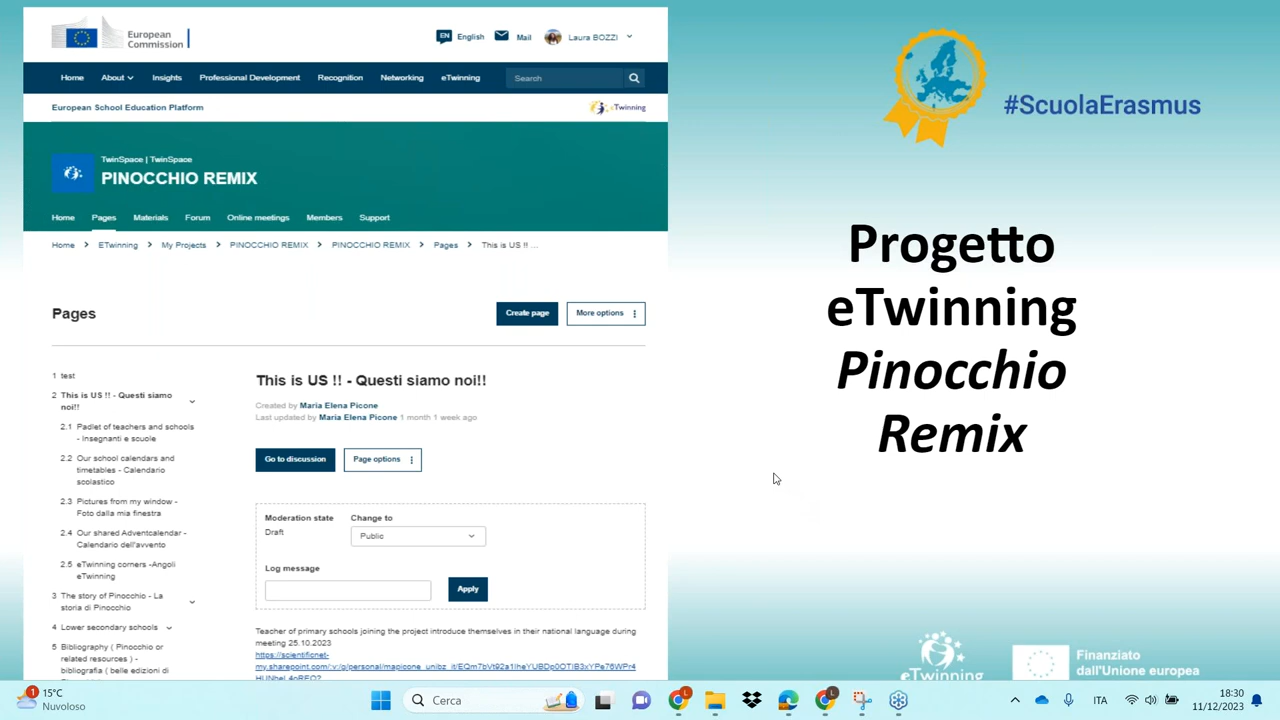 European
Commission
EN English Mail Laura BOZZI
Home About Insights Professional Development Recognition Networking eTwinning Search
European School Education Platform
eTwinning
#ScuolaErasmus
TwinSpace | TwinSpace
PINOCCHIO REMIX
Home Pages Materials Forum Online meetings Members Support
Home > ETwinning > My Projects > PINOCCHIO REMIX > PINOCCHIO REMIX > Pages > This is US !! ...
Pages
Create page More options
1 test
2 This is US !! - Questi siamo
noi!!
2.1 Padlet of teachers and schools
- Insegnanti e scuole
2.2 Our school calendars and
timetables - Calendario
scolastico
2.3 Pictures from my window -
Foto dalla mia finestra
2.4 Our shared Adventcalendar -
Calendario dell'avvento
2.5 eTwinning corners -Angoli
eTwinning
3 The story of Pinocchio - La
storia di Pinocchio
4 Lower secondary schools
5 Bibliography ( Pinocchio or
related resources ) -
bibliografia ( belle edizioni di
This is US !! - Questi siamo noi!!
Created by Maria Elena Picone
Last updated by Maria Elena Picone 1 month 1 week ago
Go to discussion Page options
Moderation state Change to
Draft Public
Log message
Apply
Teacher of primary schools joining the project introduce themselves in their national language during
meeting 25.10.2023
https://scientificnet-
Progetto
eTwinning
Pinocchio
Remix
eTwinning
Finanziato
dall'Unione europea
1
15°C
Nuvoloso
Cerca
ITA
18:30
11/12/2023